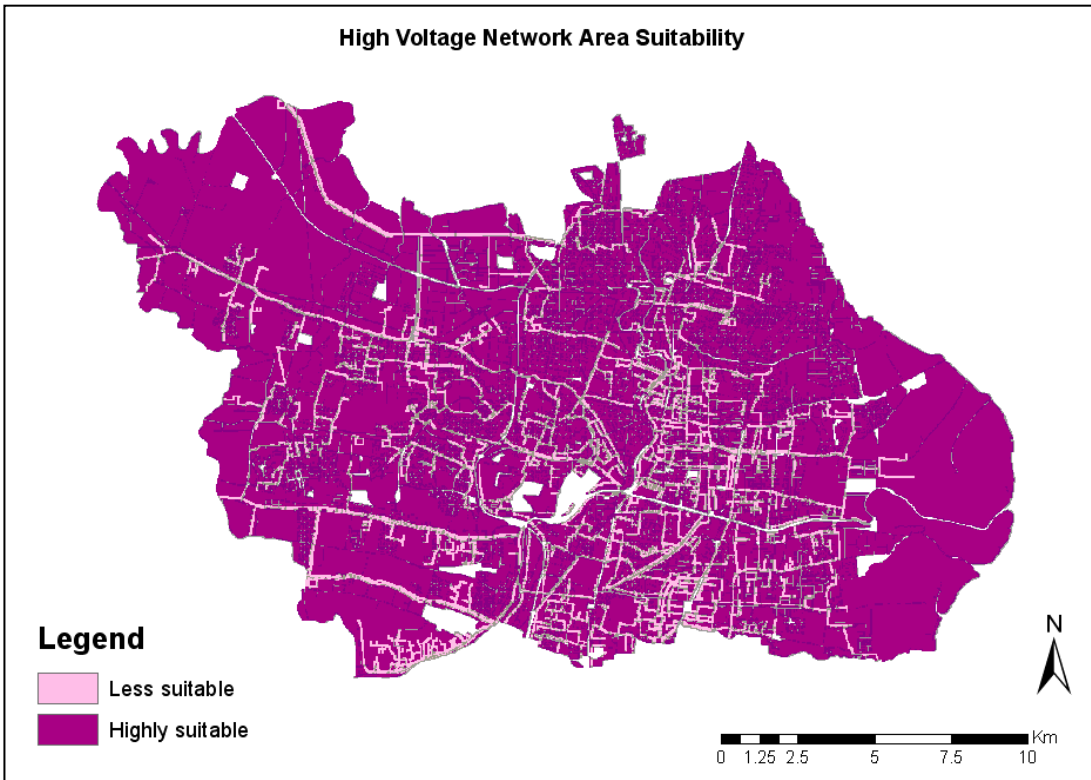 High Voltage Network Area Suitability
Legend
Less suitable
Highly suitable
N
Km
0 1.25 2.5 5 7.5 10